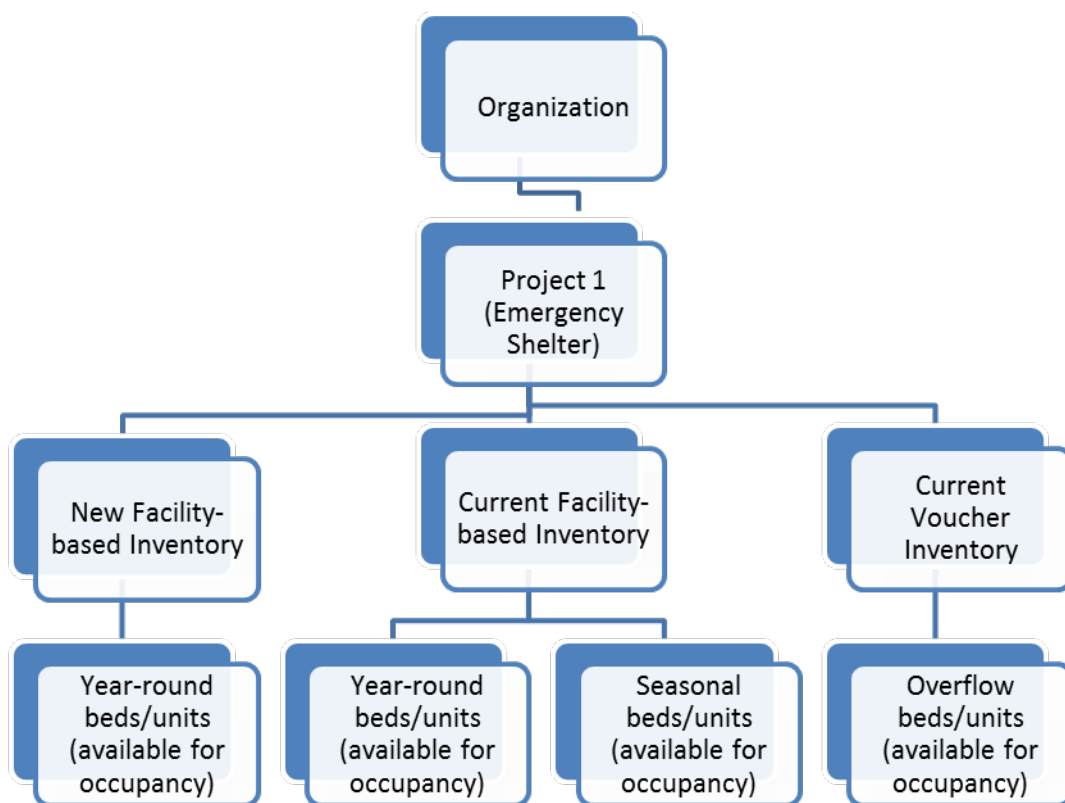 Organization
Project 1
(Emergency
Shelter)
New Facility-
based Inventory
Current Facility-
based Inventory
Current
Voucher
Inventory
Year-round
beds/units
(available for
occupancy)
Year-round
beds/units
(available for
occupancy)
Seasonal
beds/units
(available for
occupancy)
Overflow
beds/units
(available for
occupancy)